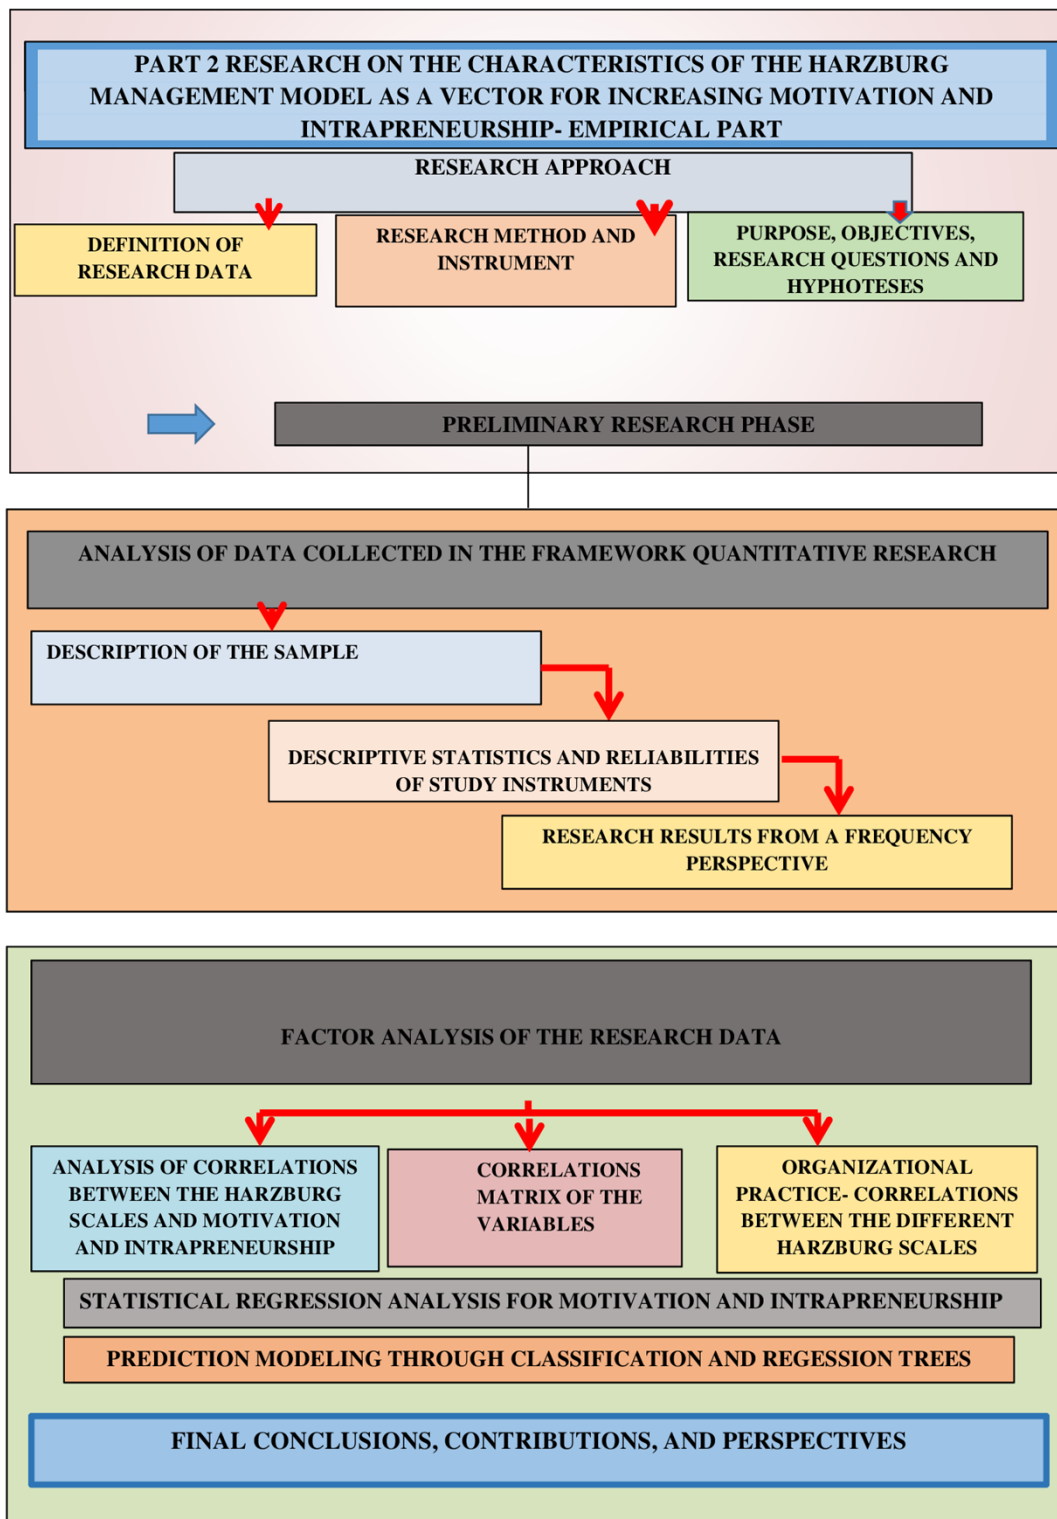 PART 2 RESEARCH ON THE CHARACTERISTICS OF THE HARZBURG
MANAGEMENT MODEL AS A VECTOR FOR INCREASING MOTIVATION AND
INTRAPRENEURSHIP- EMPIRICAL PART
RESEARCH APPROACH
DEFINITION OF
RESEARCH DATA
RESEARCH METHOD AND
INSTRUMENT
PURPOSE, OBJECTIVES,
RESEARCH QUESTIONS AND
HYPHOTESES
PRELIMINARY RESEARCH PHASE
ANALYSIS OF DATA COLLECTED IN THE FRAMEWORK QUANTITATIVE RESEARCH
DESCRIPTION OF THE SAMPLE
DESCRIPTIVE STATISTICS AND RELIABILITIES
OF STUDY INSTRUMENTS
RESEARCH RESULTS FROM A FREQUENCY
PERSPECTIVE
FACTOR ANALYSIS OF THE RESEARCH DATA
ANALYSIS OF CORRELATIONS
BETWEEN THE HARZBURG
SCALES AND MOTIVATION
AND INTRAPRENEURSHIP
CORRELATIONS
MATRIX OF THE
VARIABLES
ORGANIZATIONAL
PRACTICE- CORRELATIONS
BETWEEN THE DIFFERENT
HARZBURG SCALES
STATISTICAL REGRESSION ANALYSIS FOR MOTIVATION AND INTRAPRENEURSHIP
PREDICTION MODELING THROUGH CLASSIFICATION AND REGESSION TREES
FINAL CONCLUSIONS, CONTRIBUTIONS, AND PERSPECTIVES